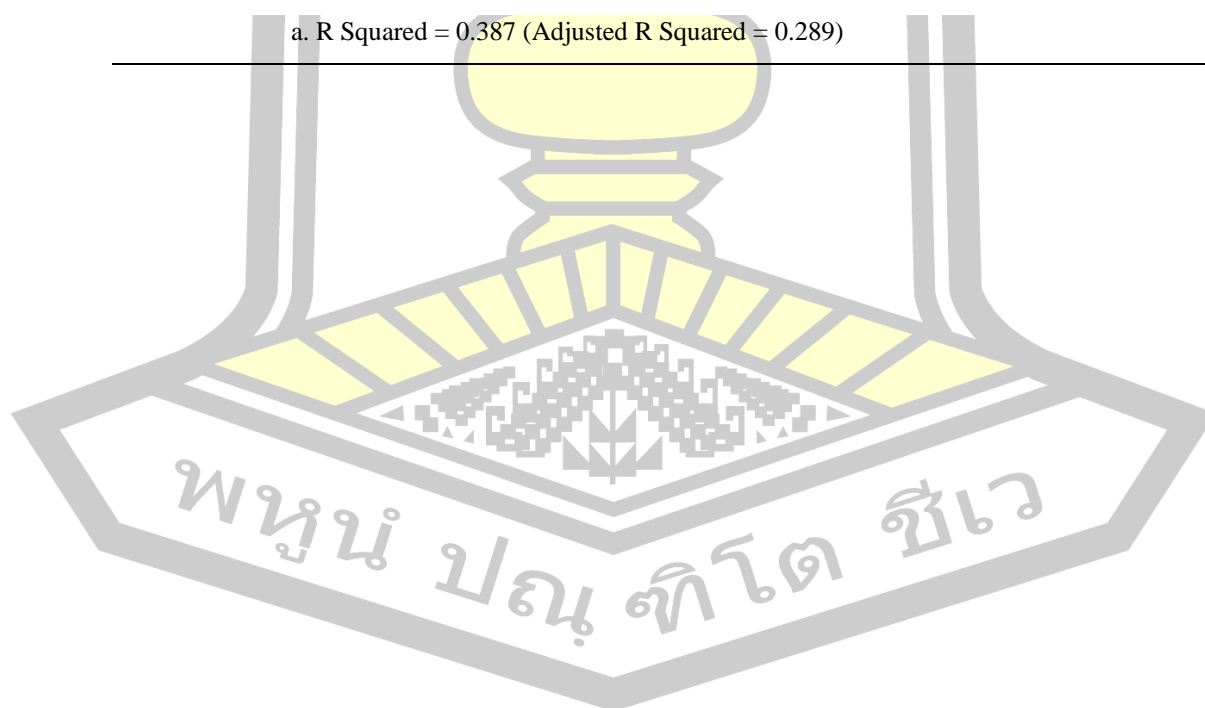 a. R Squared = 0.387 (Adjusted R Squared = 0.289)
พหูนํ ปณฺฑิโต ชีเว